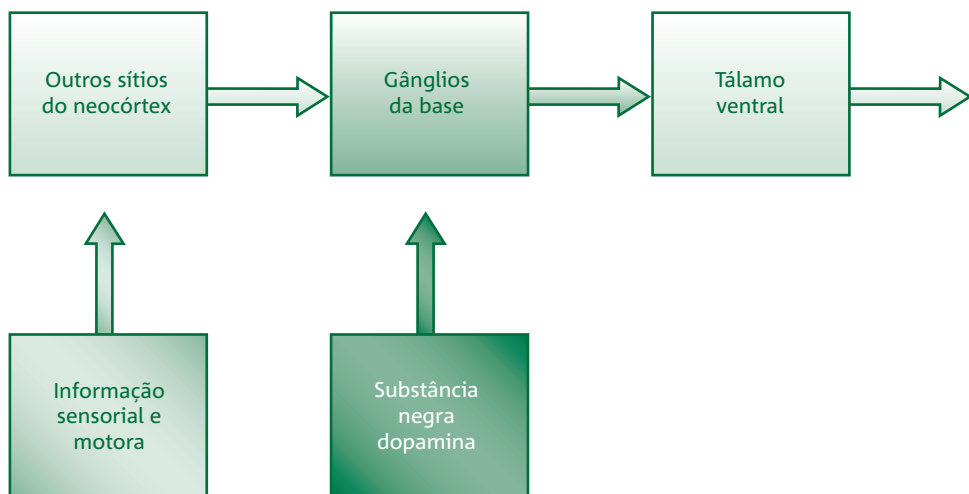 Outros sítios
do neocórtex
Gânglios
da base
Tálamo
ventral
Informação
sensorial e
motora
Substância
negra
dopamina